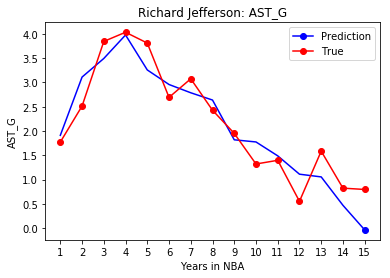 Richard Jefferson: AST_G
Prediction
True
AST_G
4.0
3.5
3.0
2.5
2.0
1.5
1.0
0.5
0.0
1 2 3 4 5 6 7 8 9 10 11 12 13 14 15
Years in NBA